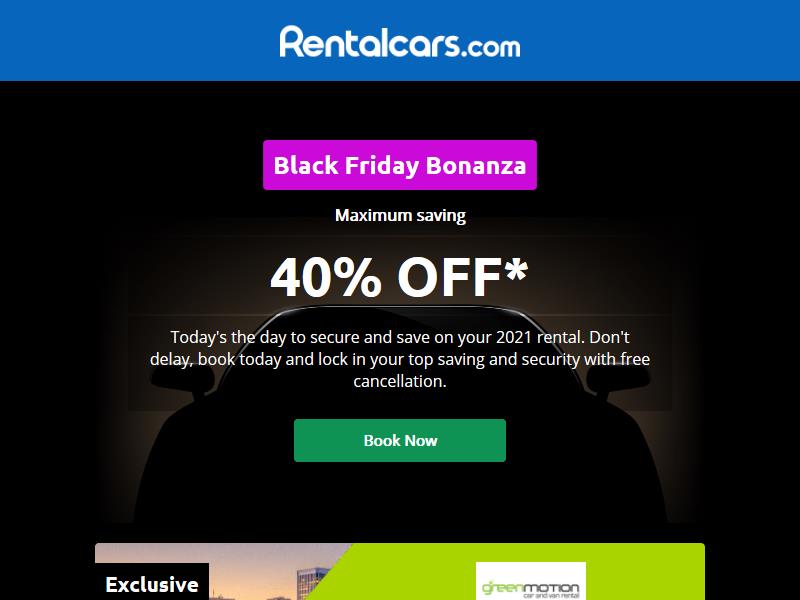 Rentalcars.com
Black Friday Bonanza
Maximum saving
40% OFF*
Today's the day to secure and save on your 2021 rental. Don't
delay, book today and lock in your top saving and security with free
cancellation.
Book Now
Exclusive
greenmotion
car and van rental